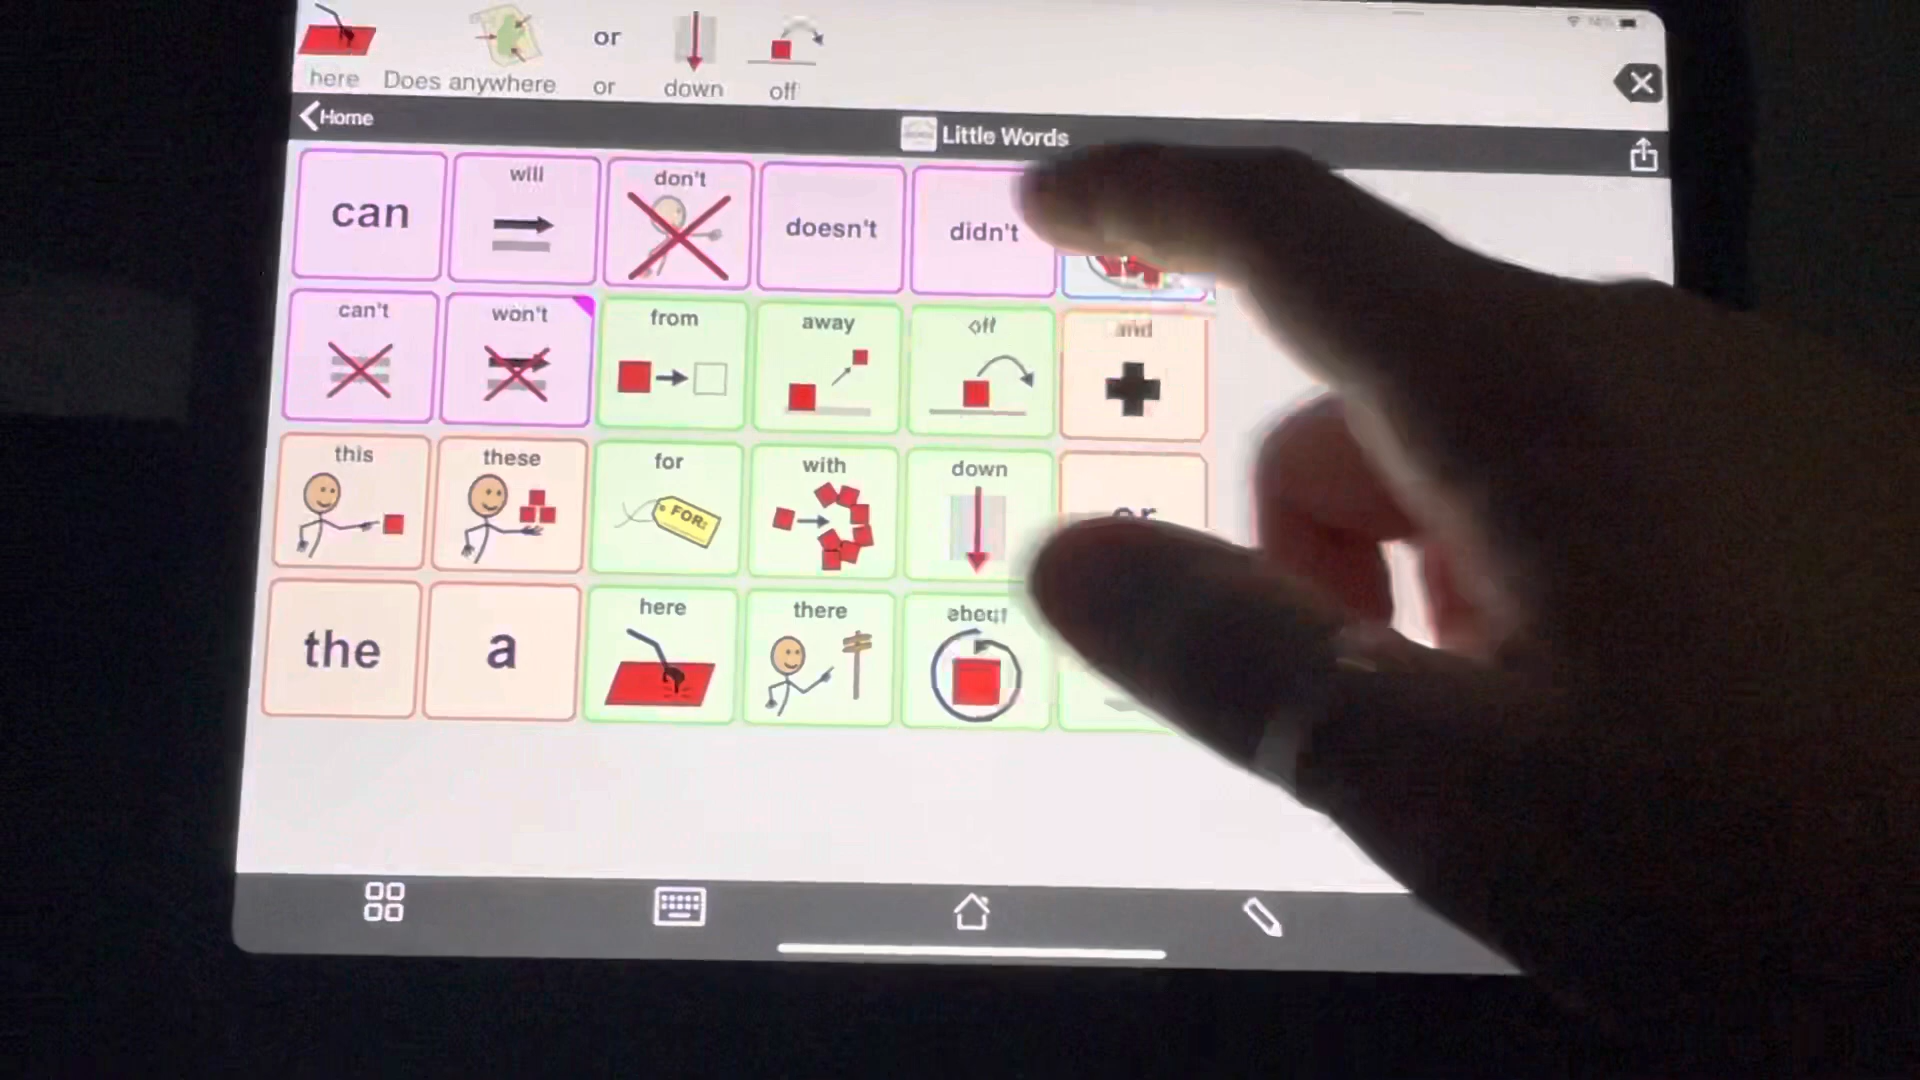 or
here Does anywhere or down off
Home
Little Words
can will don't doesn't didn't
can't won't from away off and
this these for with down or
FOR:
the a here there about